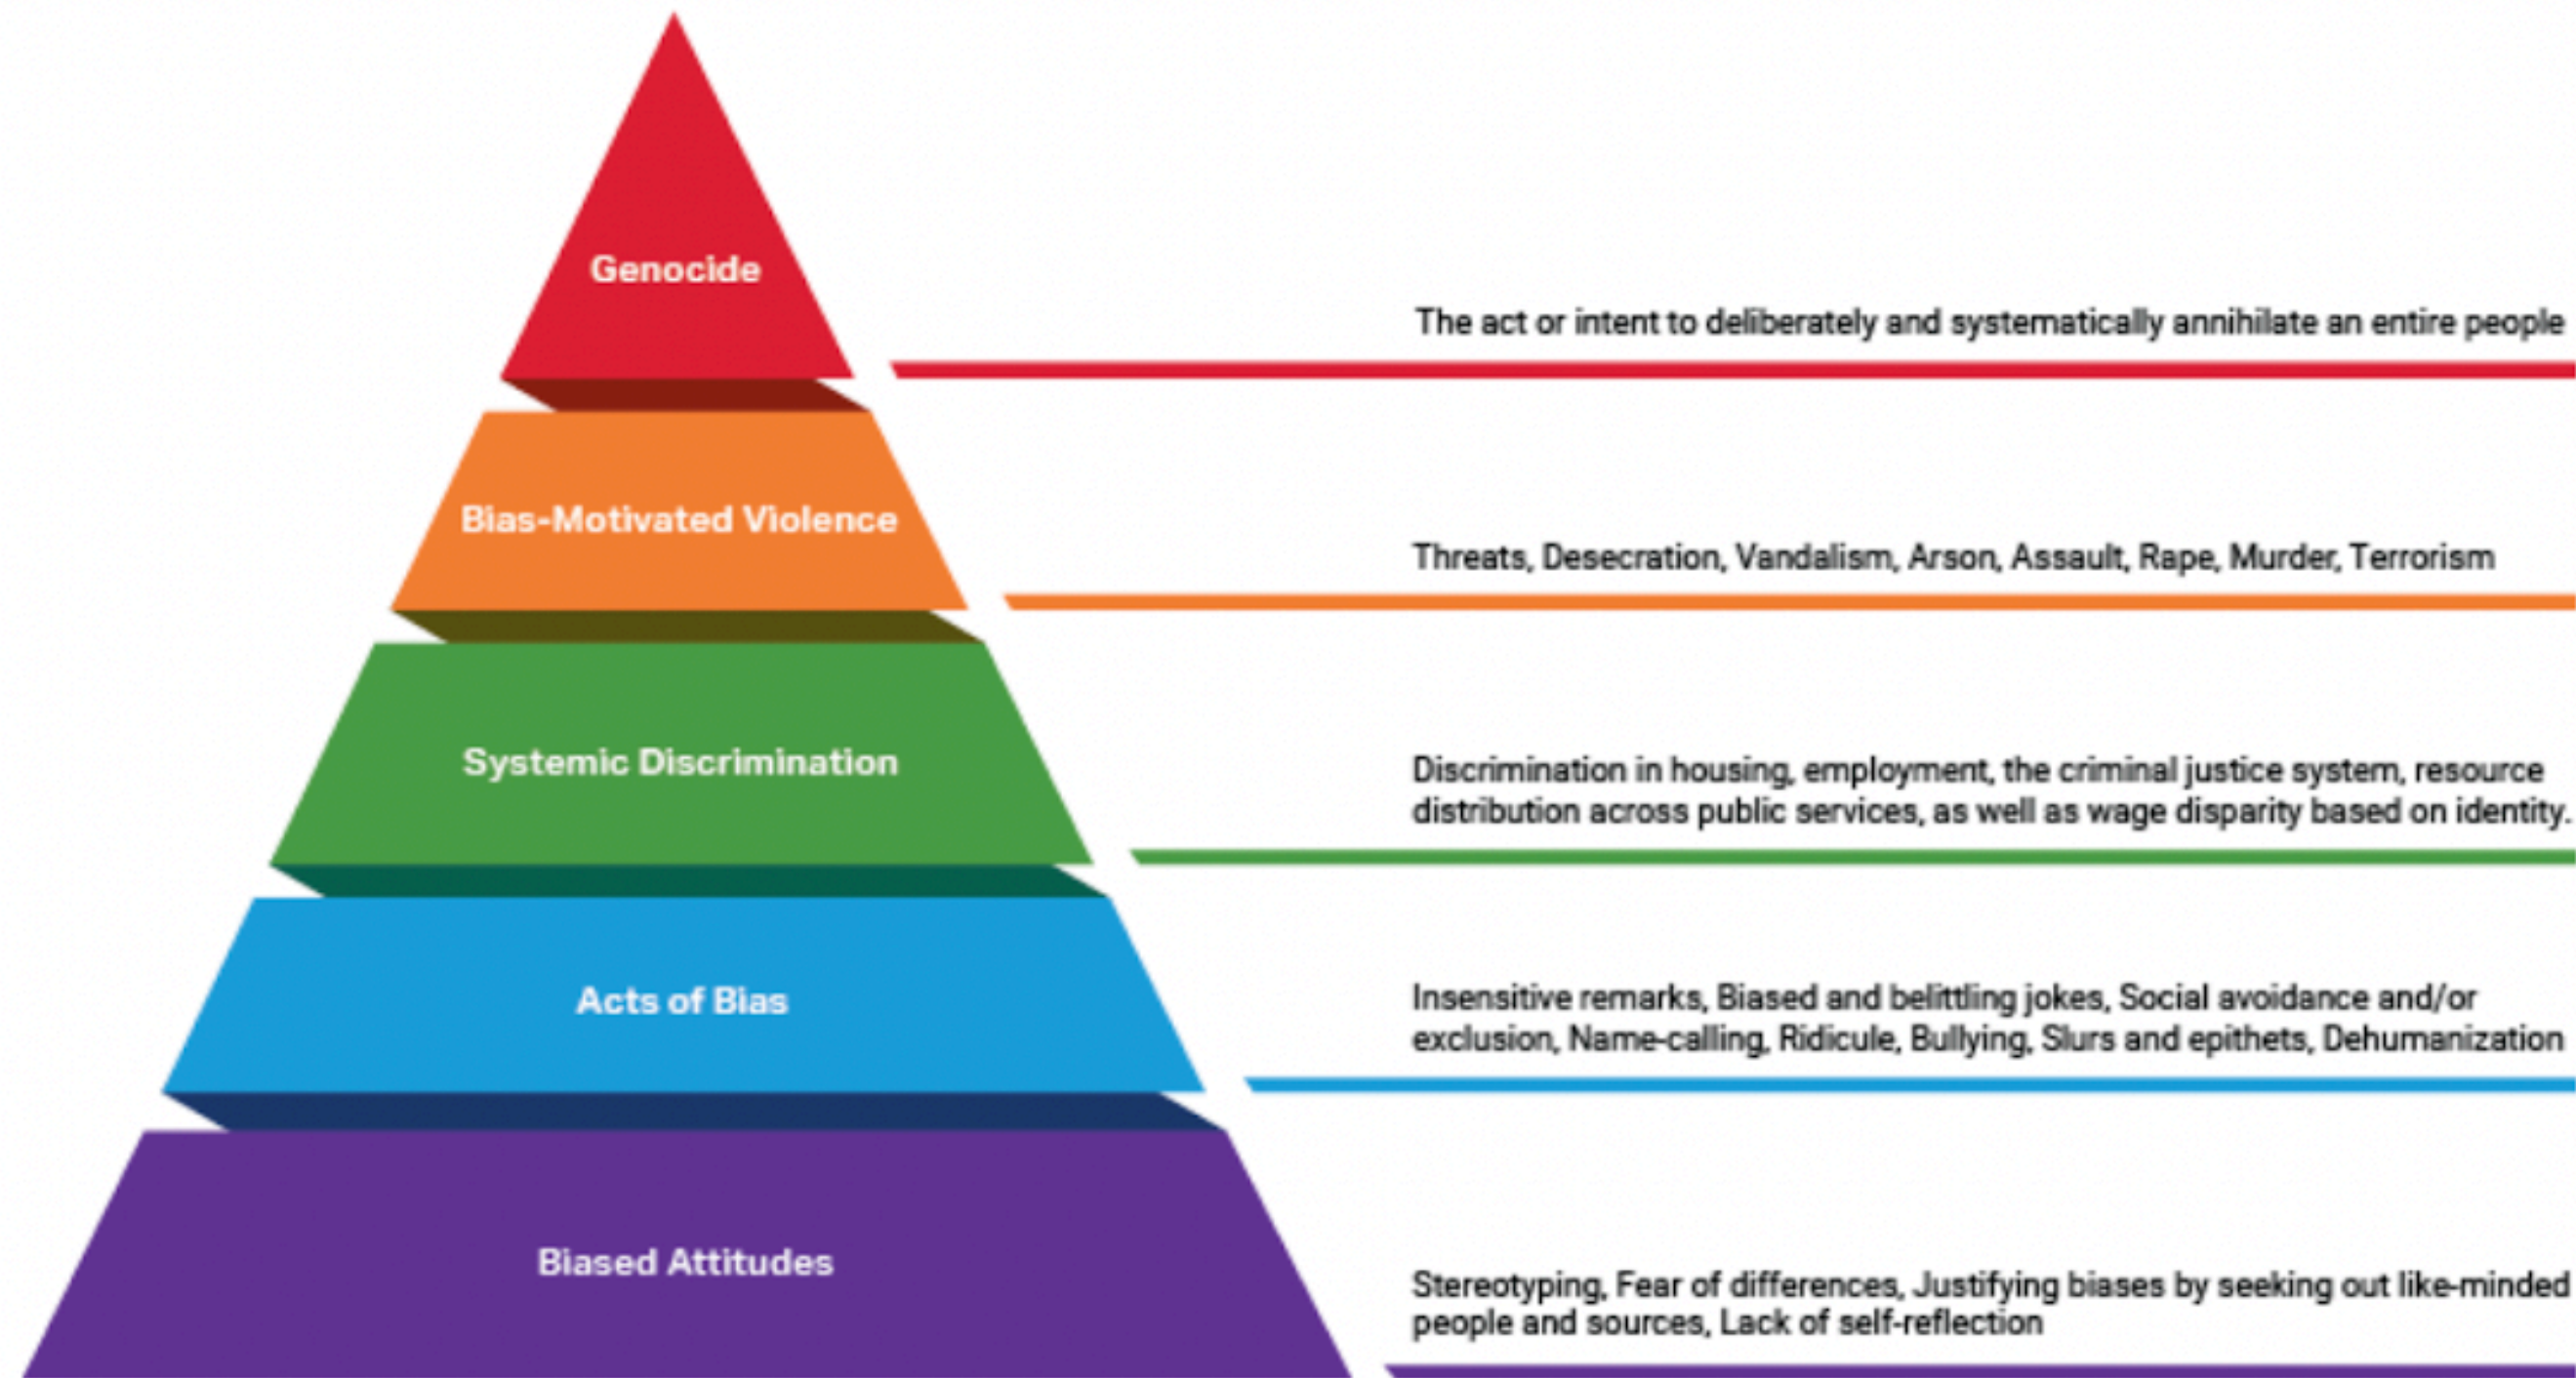 Genocide
The act or intent to deliberately and systematically annihilate an entire people
Bias-Motivated Violence
Threats, Desecration, Vandalism, Arson, Assault, Rape, Murder, Terrorism
Systemic Discrimination
Discrimination in housing, employment, the criminal justice system, resource
distribution across public services, as well as wage disparity based on identity.
Acts of Bias
Insensitive remarks, Biased and belittling jokes, Social avoidance and/or
exclusion, Name-calling, Ridicule, Bullying, Slurs and epithets, Dehumanization
Biased Attitudes
Stereotyping, Fear of differences, Justifying biases by seeking out like-minded
people and sources, Lack of self-reflection